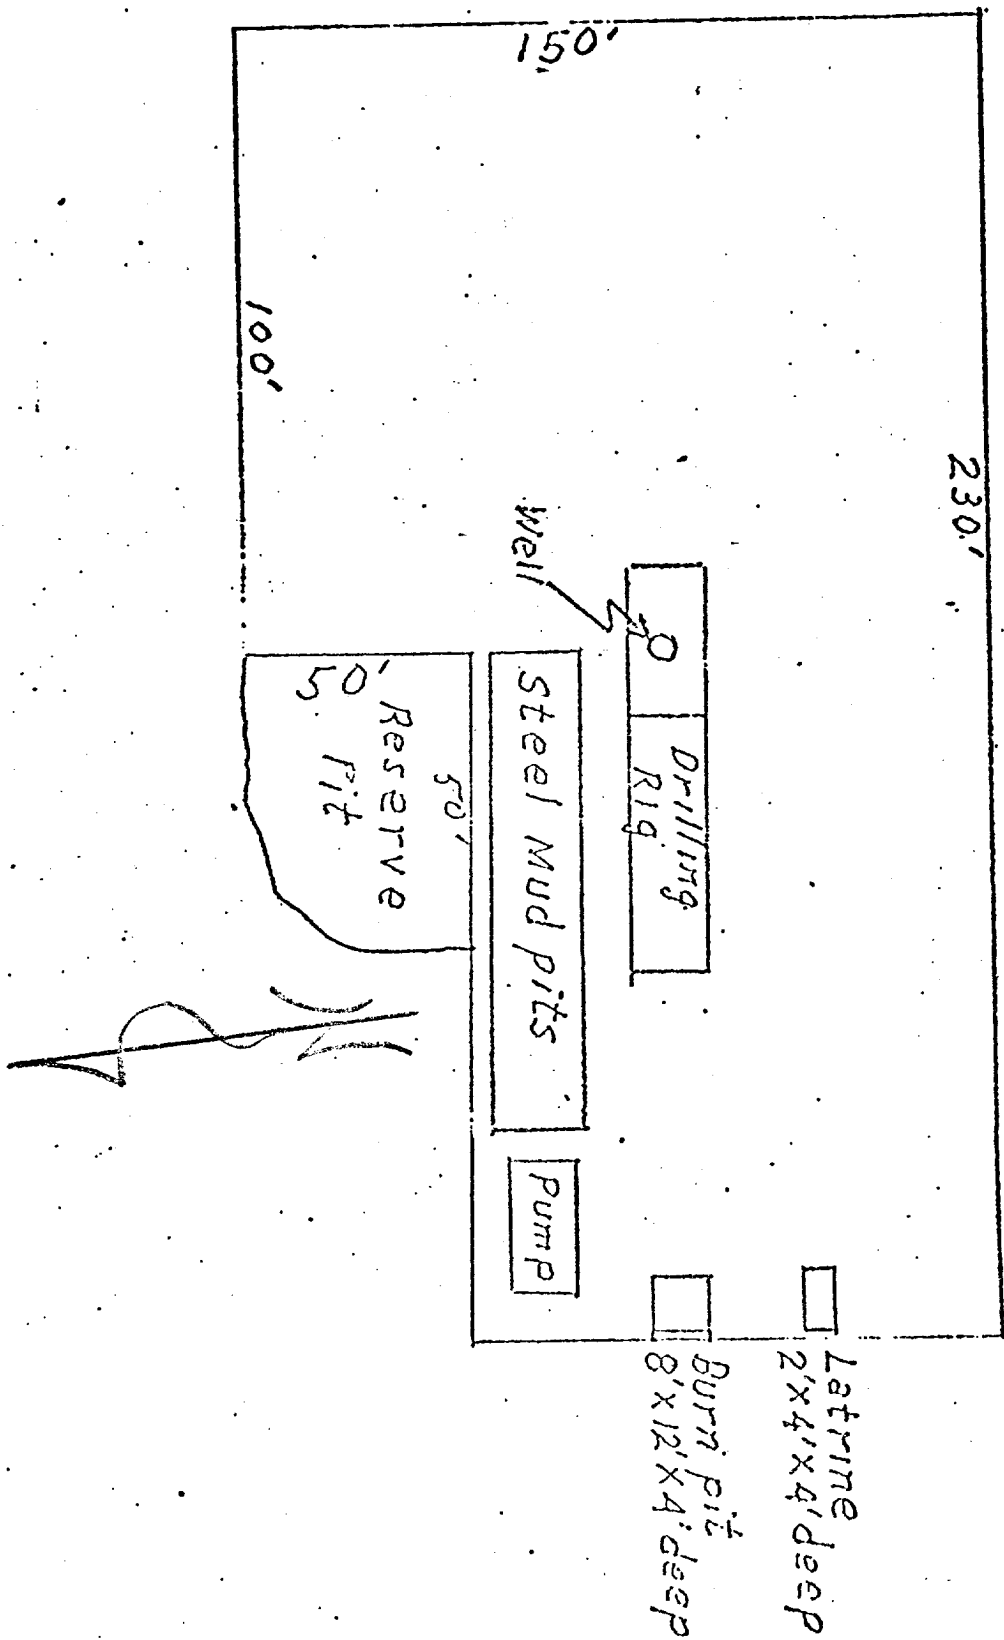 150'
230'
100'
Well
Drilling
Rig
Steel Mud pits
50'
50'
Reserve
Pit
Pump
Latrine
2'x4'x4' deep
Burn pit
8'x12'x4' deep